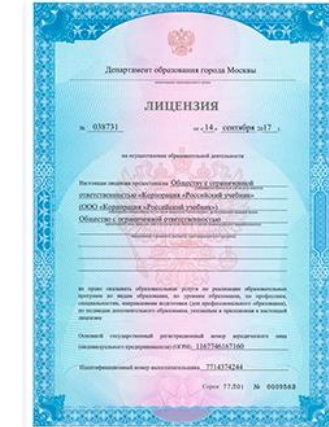 Департамент образования города Москвы
ЛИЦЕНЗИЯ
№ 038731 от « 14 » сентября 2017 г.
на осуществление образовательной деятельности
Настоящая лицензия предоставлена Обществу с ограниченной
ответственностью «Корпорация «Российский учебник»
(ООО «Корпорация «Российский учебник»)
Общество с ограниченной ответственностью
на право оказывать образовательные услуги по реализации образовательных
программ по видам образования, по уровням образования, по профессиям,
специальностям, направлениям подготовки (для профессионального образования),
по подвидам дополнительного образования, указанным в приложении к настоящей
лицензии
Основной государственный регистрационный номер юридического лица
(индивидуального предпринимателя) (ОГРН) 1167746167160
Идентификационный номер налогоплательщика 7714374244
Серия 77Л01 № 0009568